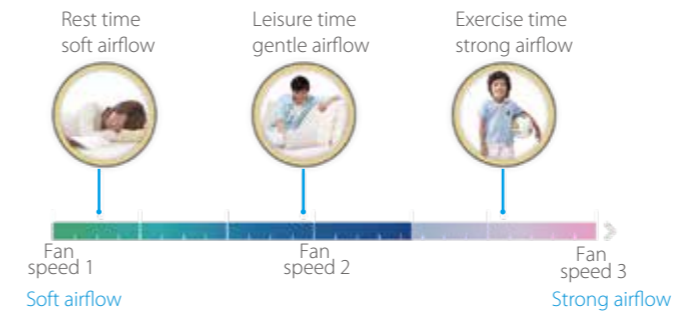 Rest time
soft airflow
Leisure time
gentle airflow
Exercise time
strong airflow
Fan
speed 1
Fan
speed 2
Fan
speed 3
Soft airflow
Strong airflow